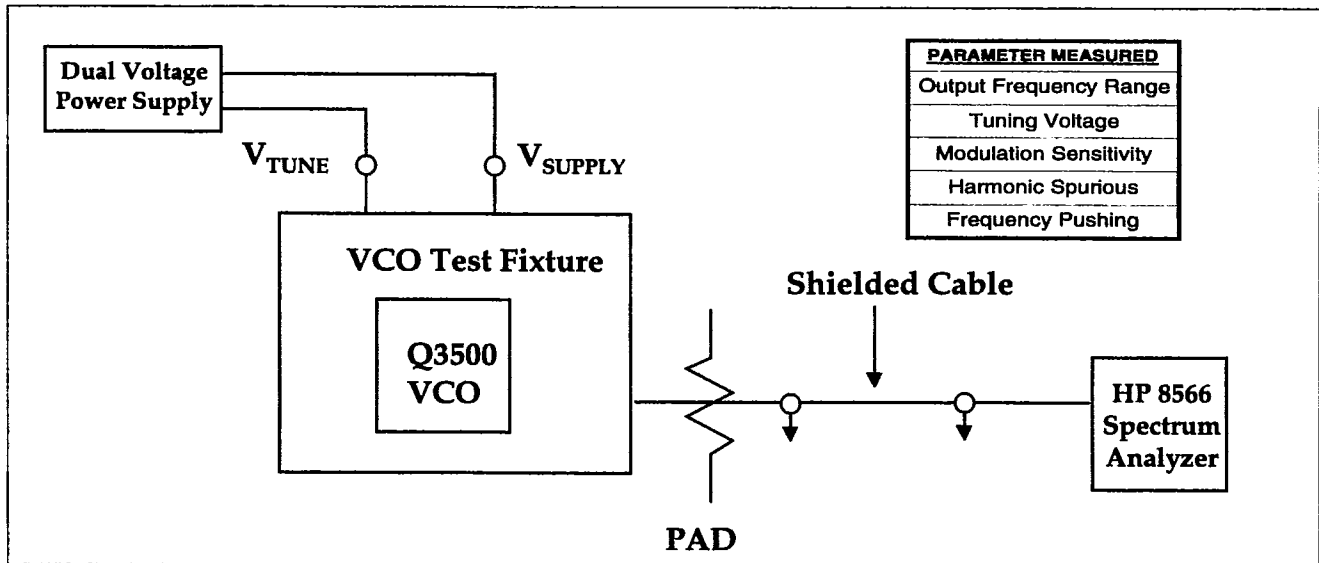 Dual Voltage
Power Supply
PARAMETER MEASURED
Output Frequency Range
Tuning Voltage
Modulation Sensitivity
Harmonic Spurious
Frequency Pushing
VTUNE
VSUPPLY
VCO Test Fixture
Q3500
VCO
Shielded Cable
HP 8566
Spectrum
Analyzer
PAD